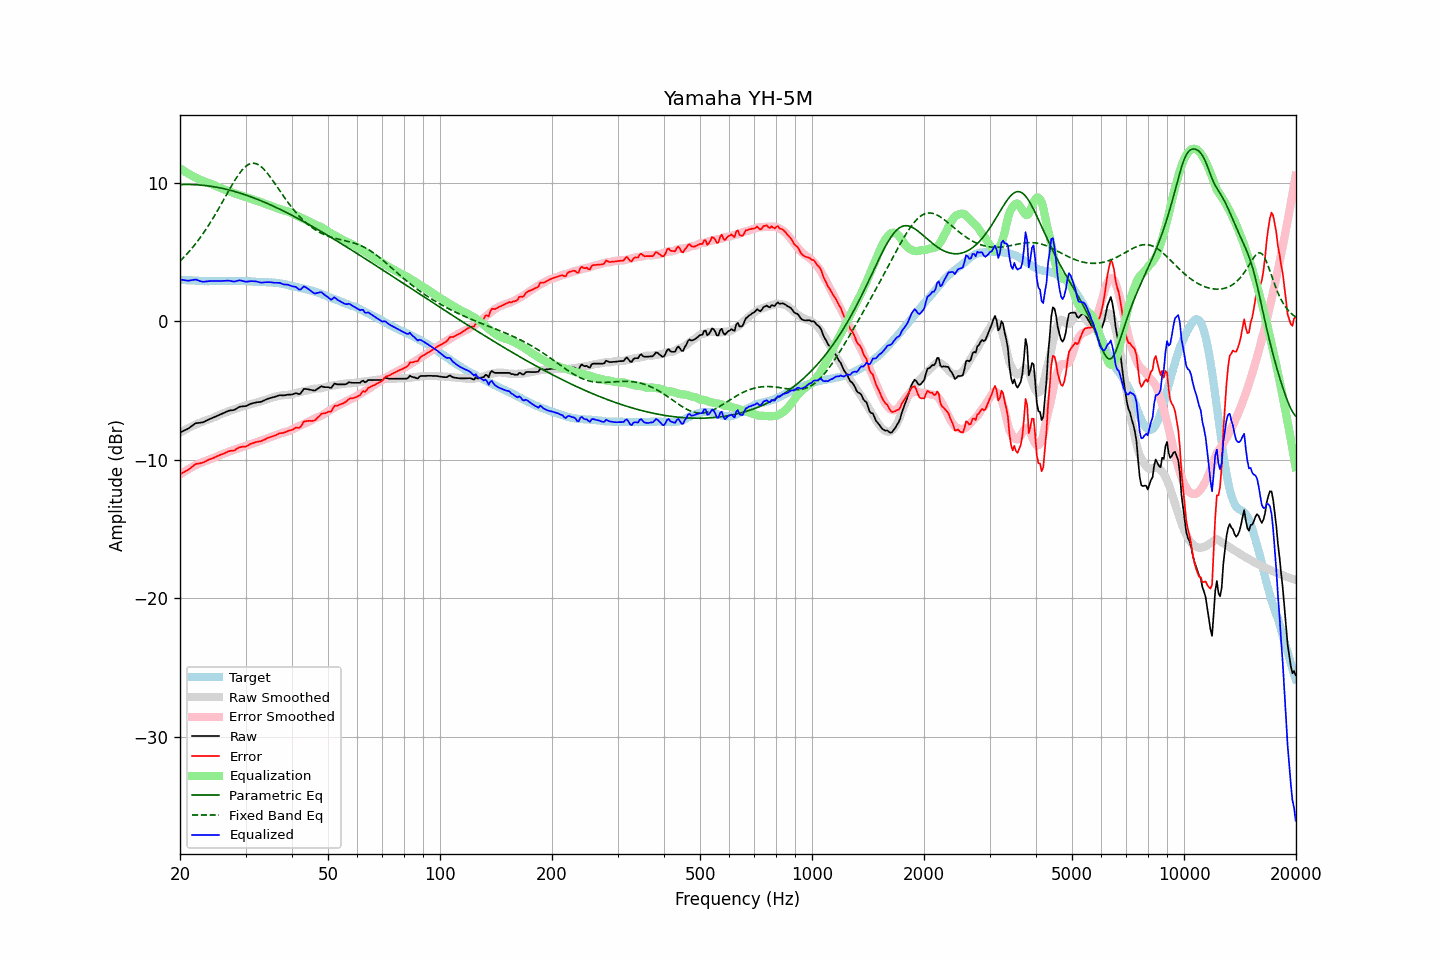 Yamaha YH-5M
Amplitude (dBr)
10
0
−10
−20
−30
Target
Raw Smoothed
Error Smoothed
Raw
Error
Equalization
Parametric Eq
Fixed Band Eq
Equalized
20 50 100 200 500 1000 2000 5000 10000 20000
Frequency (Hz)